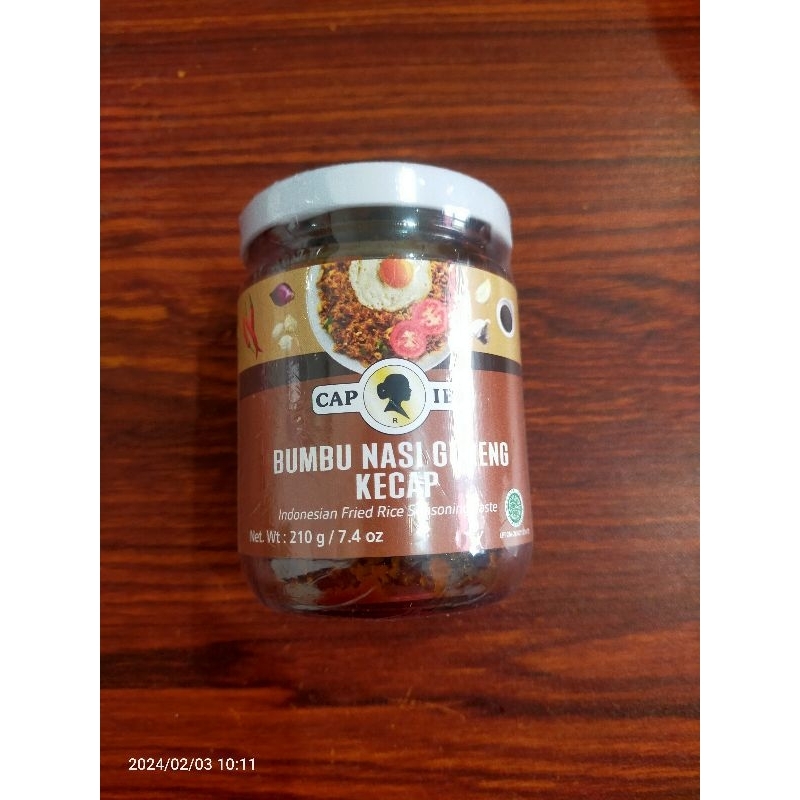 CAP
R
BUMBU NASI
KECAP
Indonesian Fried Rice Seasoning Paste
Net. Wt : 210 g / 7.4 oz
2024/02/03 10:11